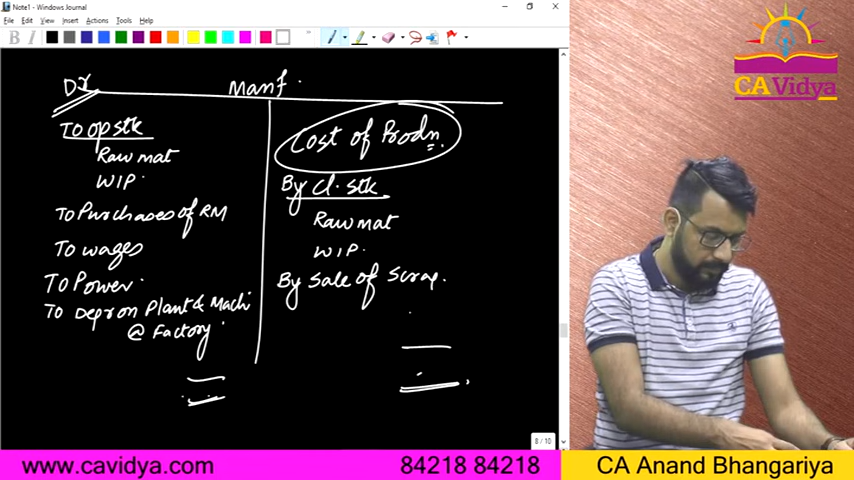 Note1 - Windows Journal
File Edit View Insert Actions Tools Help
B I
Dr Manf.
To op stk
Raw mat
WIP.
To Purchases of RM
To wages
To Power.
To Depr on Plant & Machi
@ Factory
Cost of Prodn.
By Cl. Stk
Raw mat
WIP.
By Sale of Scrap.
8 / 10
CA Vidya
www.cavidya.com 84218 84218 CA Anand Bhangariya